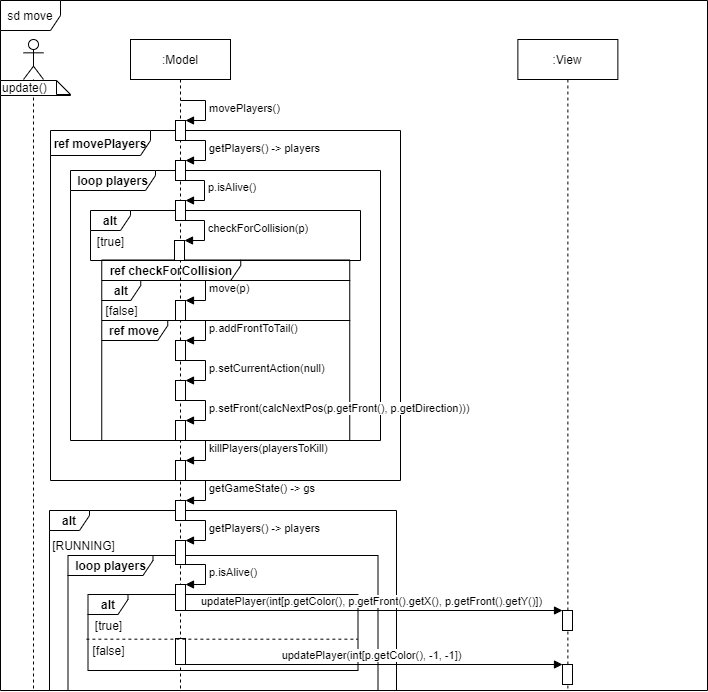 sd move
:Model
:View
update()
movePlayers()
ref movePlayers
getPlayers() -> players
loop players
p.isAlive()
alt
checkForCollision(p)
[true]
ref checkForCollision
alt
move(p)
[false]
ref move
p.addFrontToTail()
p.setCurrentAction(null)
p.setFront(calcNextPos(p.getFront(), p.getDirection)))
killPlayers(playersToKill)
getGameState() -> gs
alt
getPlayers() -> players
[RUNNING]
loop players
p.isAlive()
alt
updatePlayer(int[p.getColor(), p.getFront().getX(), p.getFront().getY()])
[true]
[false]
updatePlayer(int[p.getColor(), -1, -1])